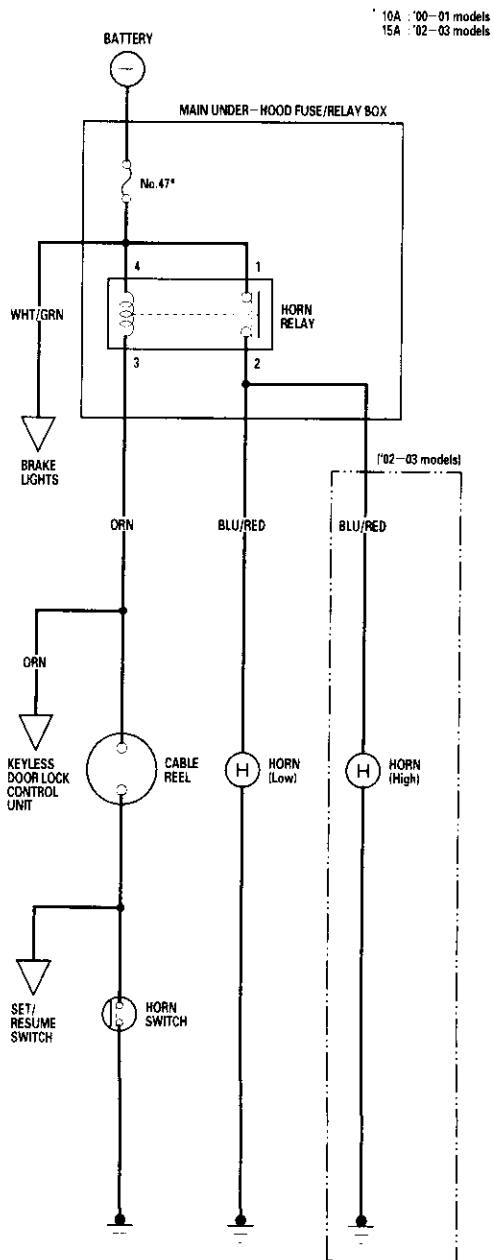 * 10A : '00-01 models
15A : '02-03 models
BATTERY
MAIN UNDER-HOOD FUSE/RELAY BOX
No.47*
4
1
WHT/GRN
HORN
RELAY
3
2
BRAKE
LIGHTS
('02-03 models)
ORN
BLU/RED
BLU/RED
ORN
KEYLESS
DOOR LOCK
CONTROL
UNIT
CABLE
REEL
H
HORN
(Low)
H
HORN
(High)
SET/
RESUME
SWITCH
HORN
SWITCH